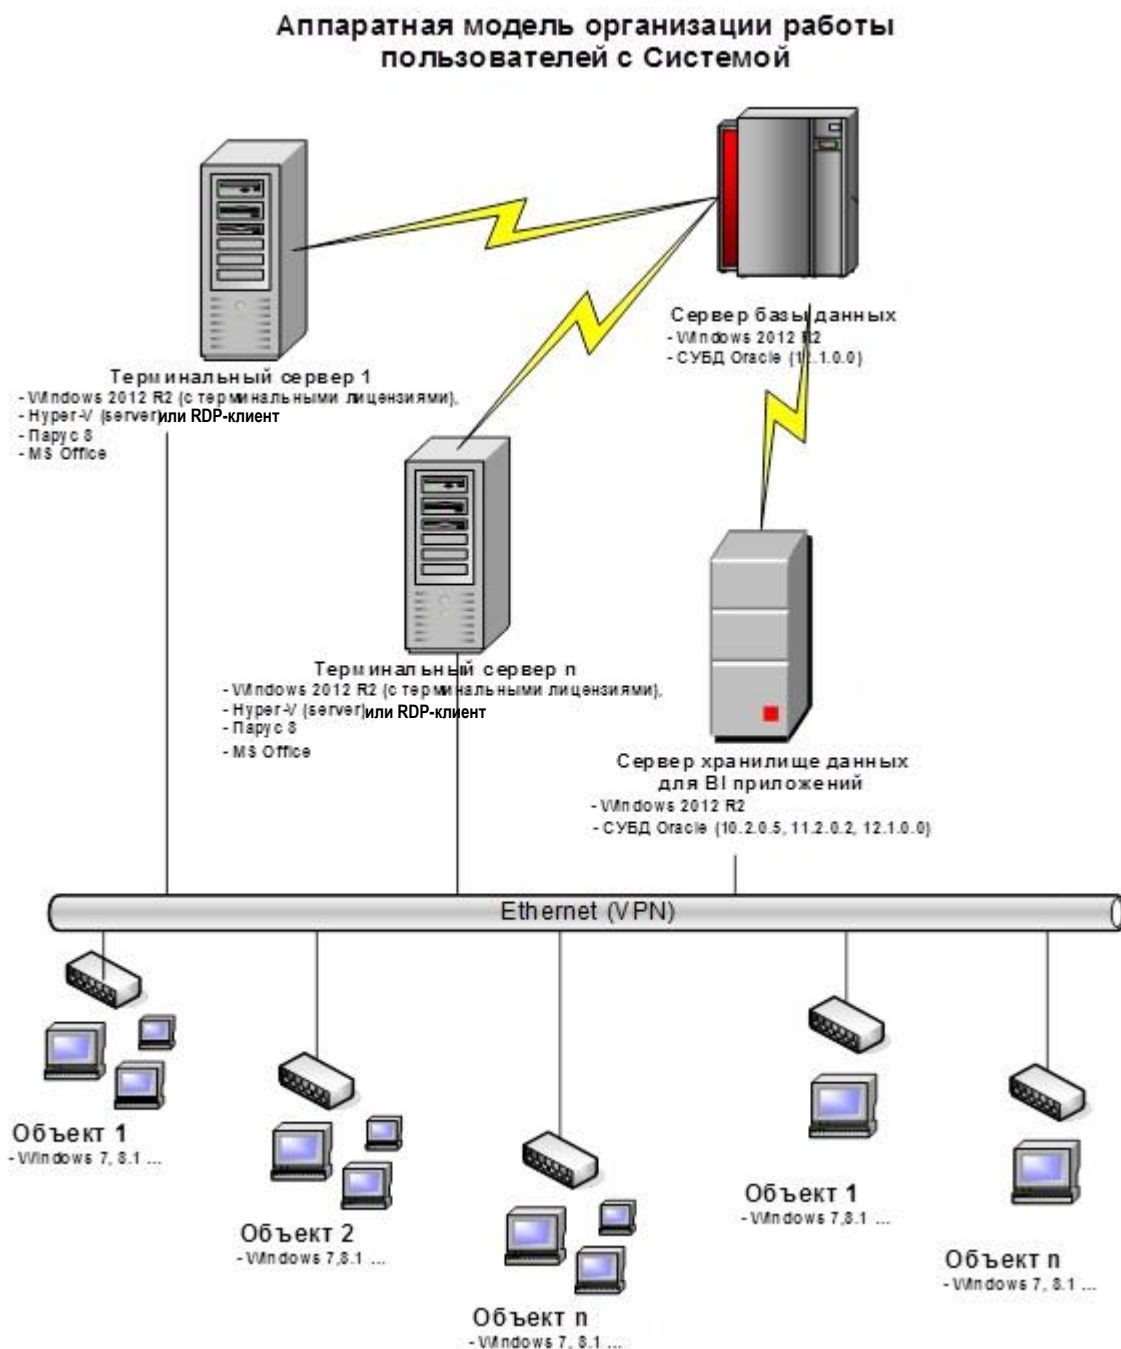 Аппаратная модель организации работы
пользователей с Системой
Сервер базы данных
- Windows 2012 R2
- СУБД Oracle (12.1.0.0)
Терминальный сервер 1
- Windows 2012 R2 (с терминальными лицензиями),
- Hyper-V (server) или RDP-клиент
- Парус 8
- MS Office
Терминальный сервер n
- Windows 2012 R2 (с терминальными лицензиями),
- Hyper-V (server) или RDP-клиент
- Парус 8
- MS Office
Сервер хранилище данных
для BI приложений
- Windows 2012 R2
- СУБД Oracle (10.2.0.5, 11.2.0.2, 12.1.0.0)
Ethernet (VPN)
Объект 1
- Windows 7, 8.1 ...
Объект 2
- Windows 7,8.1 ...
Объект n
- Windows 7, 8.1 ...
Объект 1
- Windows 7,8.1 ...
Объект n
- Windows 7, 8.1 ...